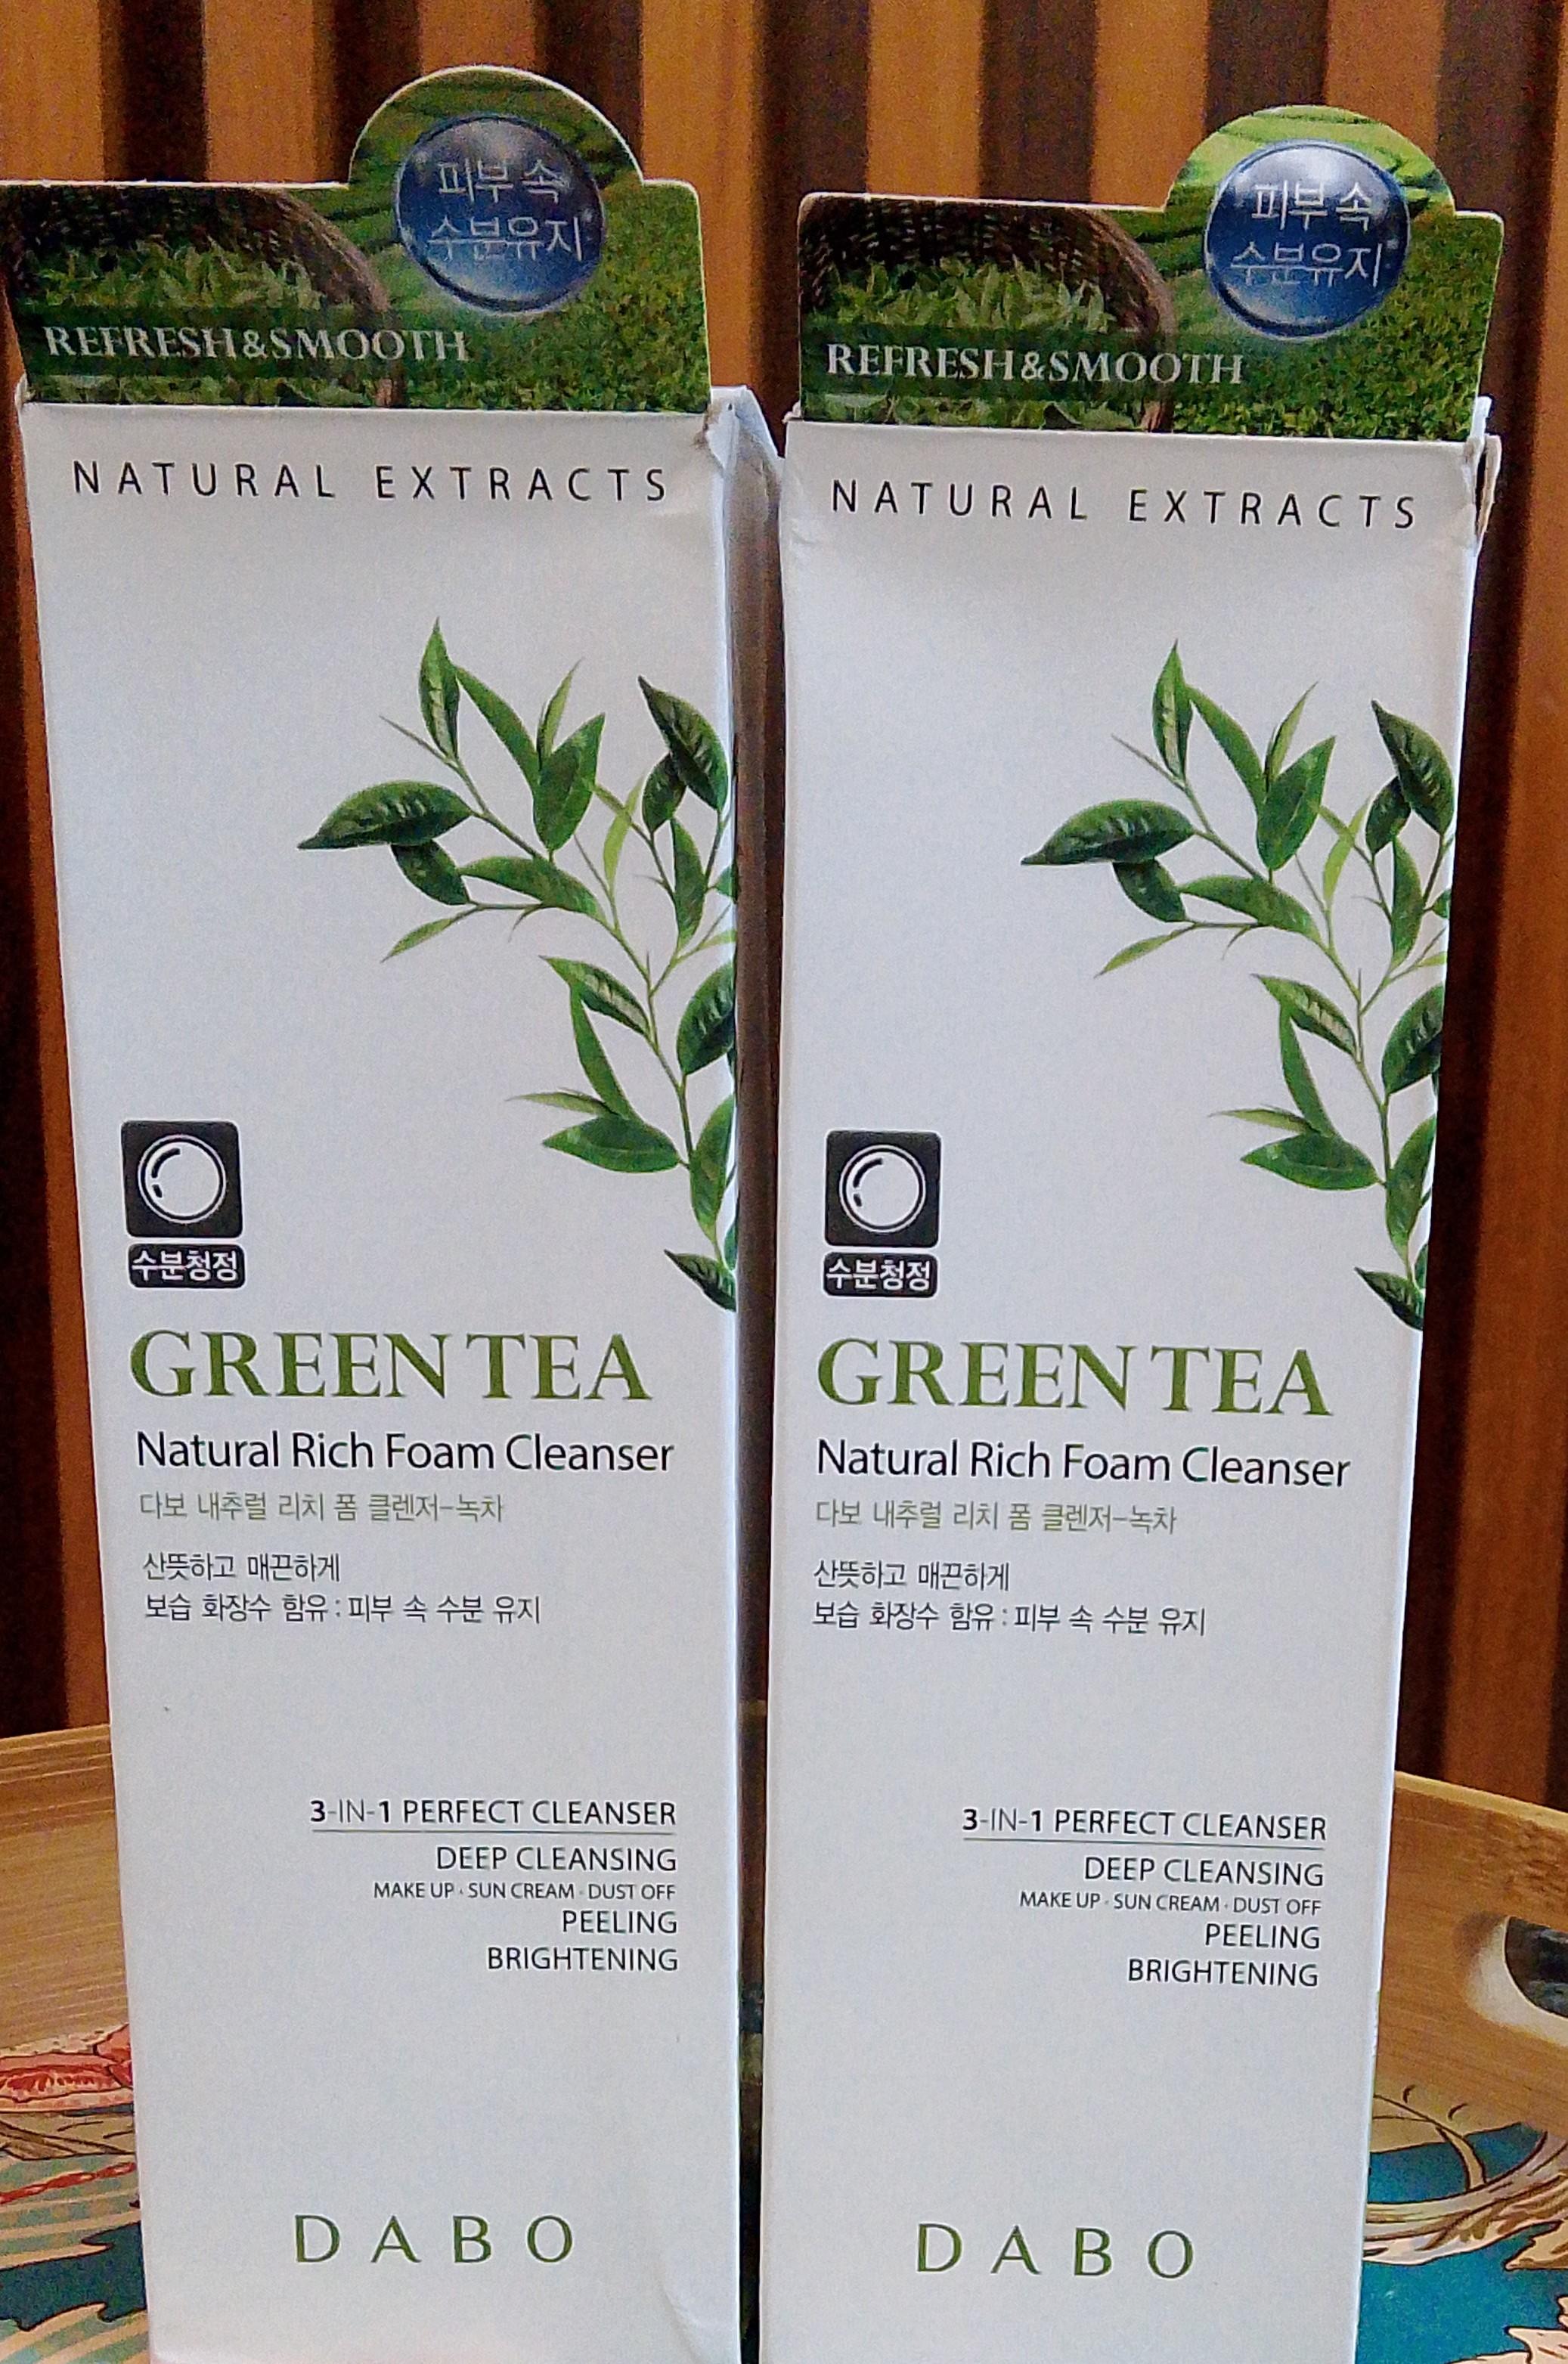 피부 속
수분유지
REFRESH&SMOOTH
NATURAL EXTRACTS
수분청정
GREEN TEA
Natural Rich Foam Cleanser
다보 내추럴 리치 폼 클렌저-녹차
산뜻하고 매끈하게
보습 화장수 함유 : 피부 속 수분 유지
3-IN-1 PERFECT CLEANSER
DEEP CLEANSING
MAKE UP · SUN CREAM · DUST OFF
PEELING
BRIGHTENING
DABO
피부 속
수분유지
REFRESH&SMOOTH
NATURAL EXTRACTS
수분청정
GREEN TEA
Natural Rich Foam Cleanser
다보 내추럴 리치 폼 클렌저-녹차
산뜻하고 매끈하게
보습 화장수 함유 : 피부 속 수분 유지
3-IN-1 PERFECT CLEANSER
DEEP CLEANSING
MAKE UP · SUN CREAM · DUST OFF
PEELING
BRIGHTENING
DABO